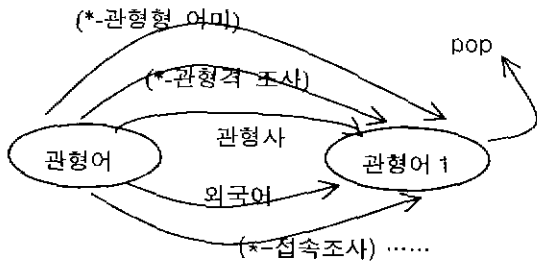 (*-관형형 어미)
pop
(*-관형격 조사)
관형사
관형어
관형어 1
외국어
(*-접속조사) ……